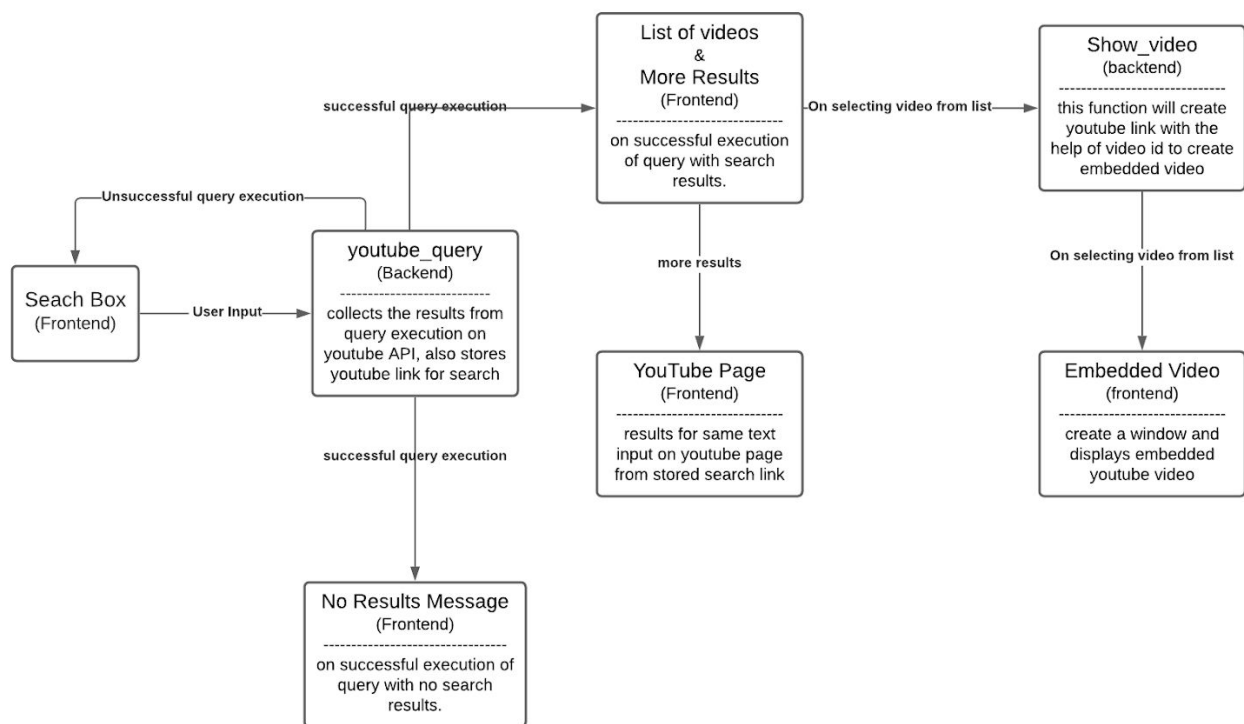 List of videos
&
More Results
(Frontend)
----------------------------------
on successful execution
of query with search
results.
Show_video
(backtend)
----------------------------------
this function will create
youtube link with the
help of video id to create
embedded video
successful query execution
On selecting video from list
Unsuccessful query execution
youtube_query
(Backend)
------------------------------
collects the results from
query execution on
youtube API, also stores
youtube link for search
Seach Box
(Frontend)
User Input
more results
On selecting video from list
YouTube Page
(Frontend)
----------------------------------
results for same text
input on youtube page
from stored search link
Embedded Video
(frontend)
----------------------------------
create a window and
displays embedded
youtube video
successful query execution
No Results Message
(Frontend)
-------------------------------------
on successful execution of
query with no search
results.